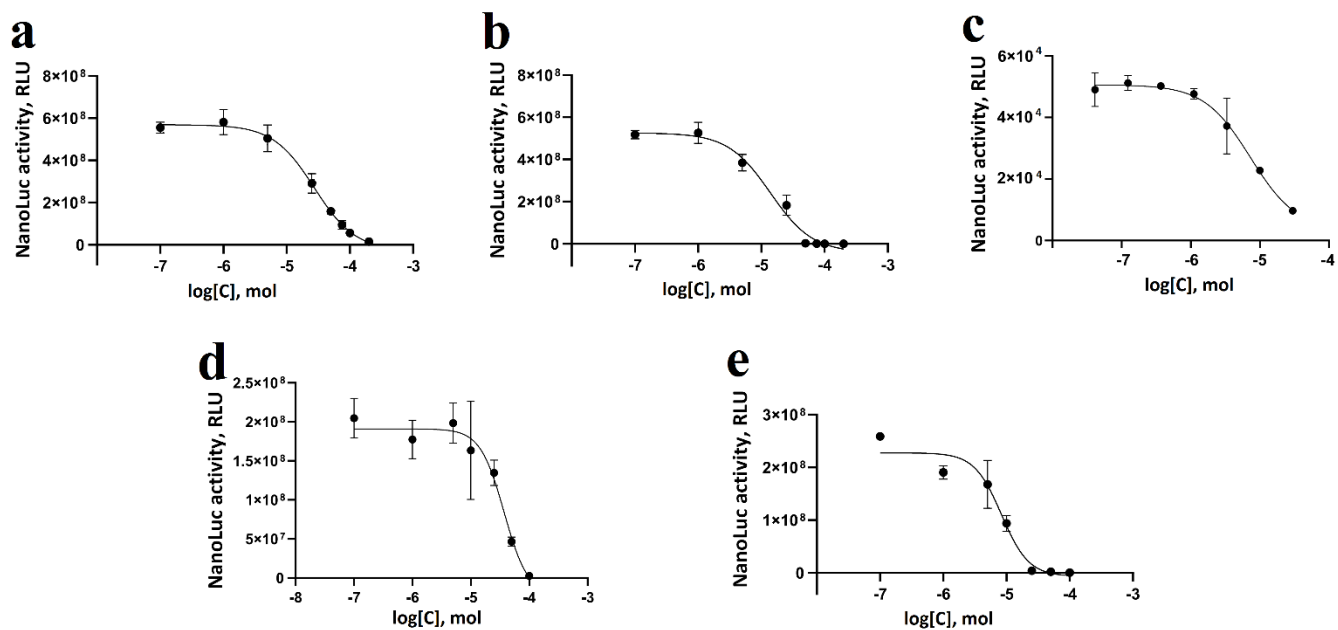 a
NanoLuc activity, RLU
8×10⁸
6×10⁸
4×10⁸
2×10⁸
0
-7 -6 -5 -4 -3
log[C], mol
b
NanoLuc activity, RLU
8×10⁸
6×10⁸
4×10⁸
2×10⁸
0
-7 -6 -5 -4 -3
log[C], mol
c
NanoLuc activity, RLU
6×10⁴
4×10⁴
2×10⁴
0
-7 -6 -5 -4
log[C], mol
d
NanoLuc activity, RLU
2.5×10⁸
2×10⁸
1.5×10⁸
1×10⁸
5×10⁷
0
-8 -7 -6 -5 -4 -3
log[C], mol
e
NanoLuc activity, RLU
3×10⁸
2×10⁸
1×10⁸
0
-7 -6 -5 -4 -3
log[C], mol